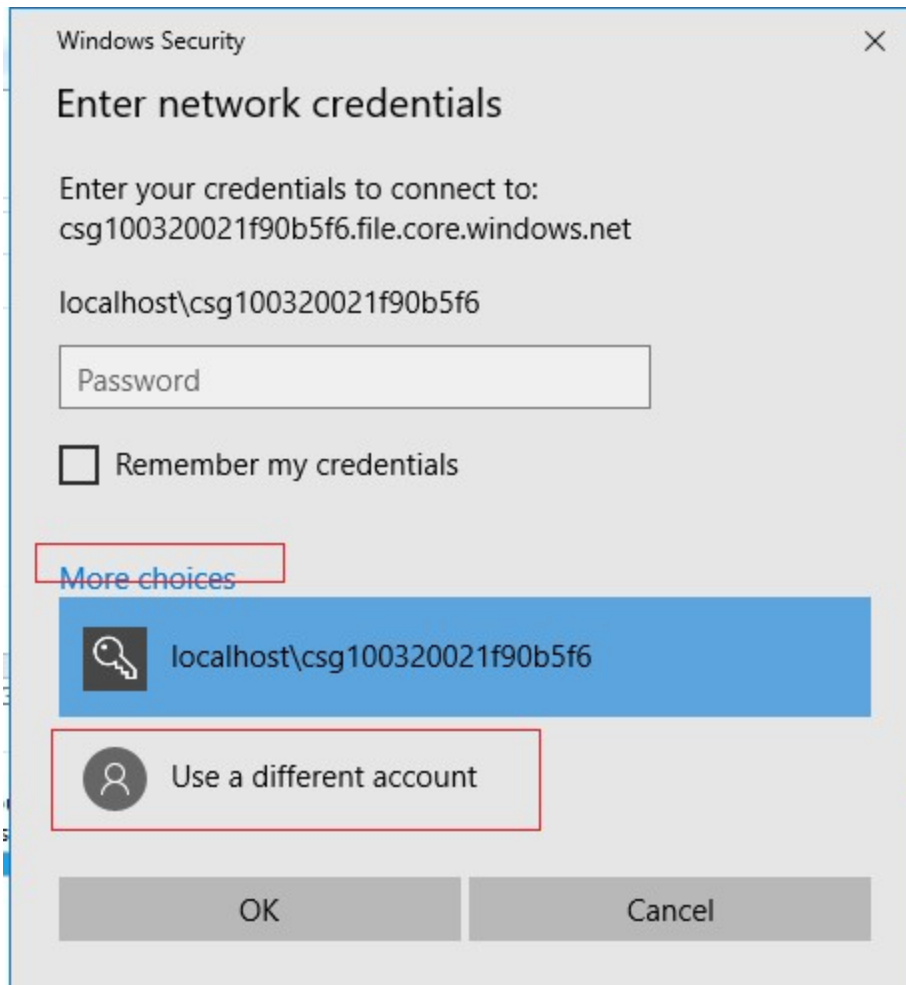 Windows Security
Enter network credentials
Enter your credentials to connect to:
csg100320021f90b5f6.file.core.windows.net
localhost\csg100320021f90b5f6
Password
Remember my credentials
More choices
localhost\csg100320021f90b5f6
Use a different account
OK
Cancel